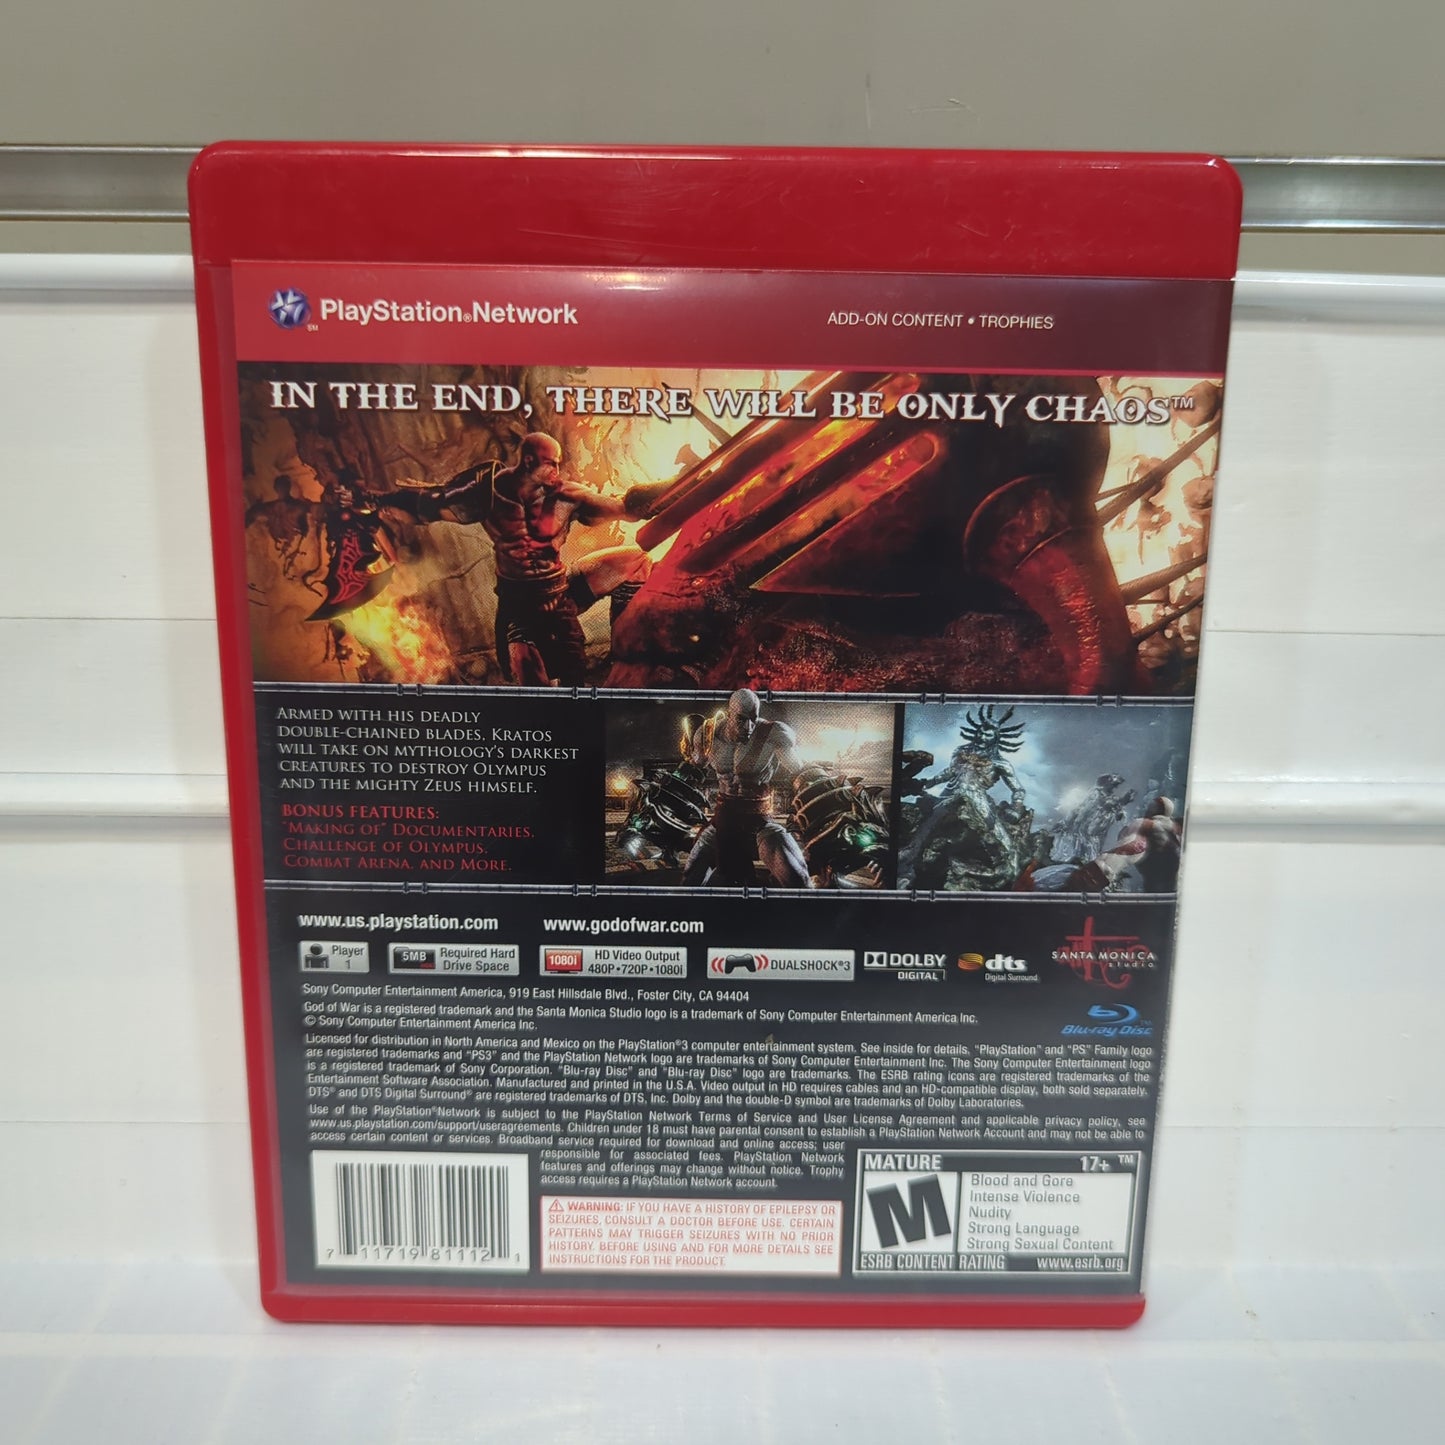 PlayStation®Network
SM
ADD-ON CONTENT • TROPHIES
IN THE END, THERE WILL BE ONLY CHAOS™
ARMED WITH HIS DEADLY
DOUBLE-CHAINED BLADES, KRATOS
WILL TAKE ON MYTHOLOGY'S DARKEST
CREATURES TO DESTROY OLYMPUS
AND THE MIGHTY ZEUS HIMSELF.
BONUS FEATURES:
"MAKING OF" DOCUMENTARIES,
CHALLENGE OF OLYMPUS,
COMBAT ARENA, AND MORE.
www.us.playstation.com
www.godofwar.com
Player
1
5MB
Required Hard
Drive Space
1080i
HD Video Output
480P•720P•1080i
DUALSHOCK®3
DOLBY
DIGITAL
dts
Digital Surround
SANTA MONICA
studio
Sony Computer Entertainment America, 919 East Hillsdale Blvd., Foster City, CA 94404
God of War is a registered trademark and the Santa Monica Studio logo is a trademark of Sony Computer Entertainment America Inc.
© Sony Computer Entertainment America Inc.
Blu-ray Disc
Licensed for distribution in North America and Mexico on the PlayStation®3 computer entertainment system. See inside for details. "PlayStation" and "PS" Family logo
are registered trademarks and "PS3" and the PlayStation Network logo are trademarks of Sony Computer Entertainment Inc. The Sony Computer Entertainment logo
is a registered trademark of Sony Corporation. "Blu-ray Disc" and "Blu-ray Disc" logo are trademarks. The ESRB rating icons are registered trademarks of the
Entertainment Software Association. Manufactured and printed in the U.S.A. Video output in HD requires cables and an HD-compatible display, both sold separately.
DTS® and DTS Digital Surround® are registered trademarks of DTS, Inc. Dolby and the double-D symbol are trademarks of Dolby Laboratories.
Use of the PlayStation®Network is subject to the PlayStation Network Terms of Service and User License Agreement and applicable privacy policy, see
www.us.playstation.com/support/useragreements. Children under 18 must have parental consent to establish a PlayStation Network Account and may not be able to
access certain content or services. Broadband service required for download and online access; user
responsible for associated fees. PlayStation Network
features and offerings may change without notice. Trophy
access requires a PlayStation Network account.
WARNING: IF YOU HAVE A HISTORY OF EPILEPSY OR
SEIZURES, CONSULT A DOCTOR BEFORE USE. CERTAIN
PATTERNS MAY TRIGGER SEIZURES WITH NO PRIOR
HISTORY. BEFORE USING AND FOR MORE DETAILS SEE
INSTRUCTIONS FOR THE PRODUCT.
7 11719 81112 1
MATURE 17+ ™
M
Blood and Gore
Intense Violence
Nudity
Strong Language
Strong Sexual Content
ESRB CONTENT RATING www.esrb.org